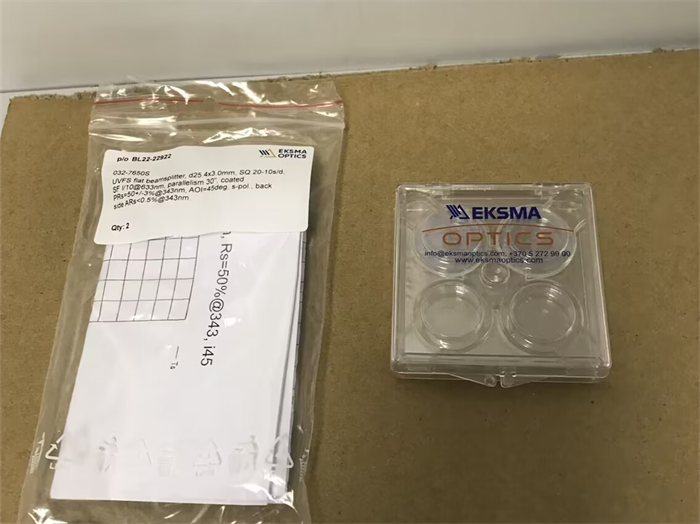 p/o BL22-22922
EKSMA
OPTICS
032-7650S
UVFS flat beamsplitter, d25.4x3.0mm, SQ 20-10s/d,
SF l/10@633nm, parallelism 30", coated
PRs=50+/-3%@343nm, AOI=45deg, s-pol., back
side ARs<0.5%@343nm.
Qty: 2
Rs=50%@343, i45
Ts
EKSMA
OPTICS
info@eksmaoptics.com, +370 5 272 99 00
www.eksmaoptics.com